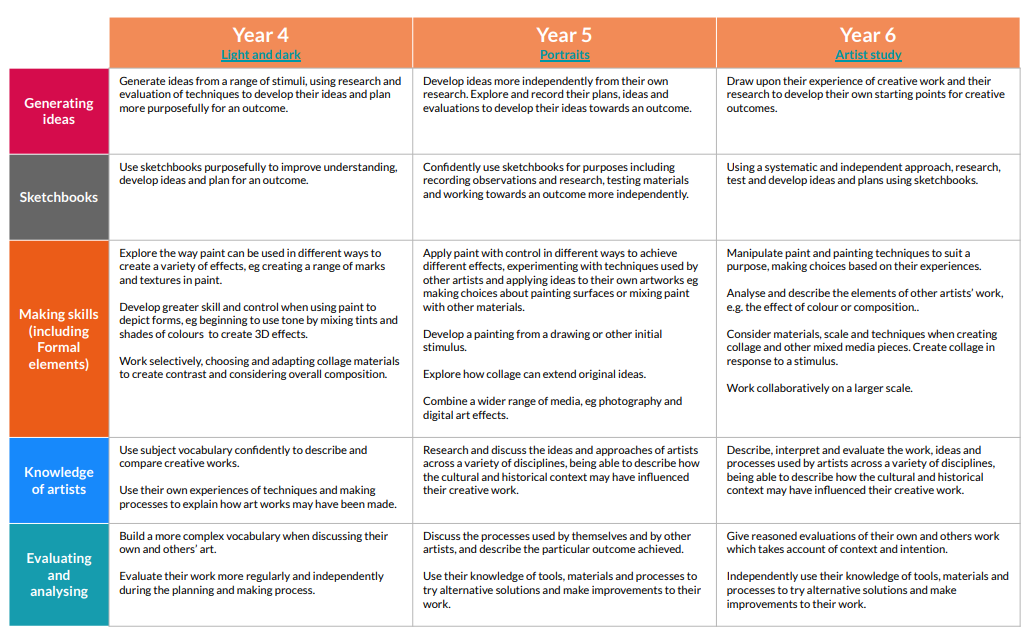 Year 4
Light and dark
Year 5
Portraits
Year 6
Artist study
Generating
ideas
Generate ideas from a range of stimuli, using research and
evaluation of techniques to develop their ideas and plan
more purposefully for an outcome.
Develop ideas more independently from their own
research. Explore and record their plans, ideas and
evaluations to develop their ideas towards an outcome.
Draw upon their experience of creative work and their
research to develop their own starting points for creative
outcomes.
Sketchbooks
Use sketchbooks purposefully to improve understanding,
develop ideas and plan for an outcome.
Confidently use sketchbooks for purposes including
recording observations and research, testing materials
and working towards an outcome more independently.
Using a systematic and independent approach, research,
test and develop ideas and plans using sketchbooks.
Making skills
(including
Formal
elements)
Explore the way paint can be used in different ways to
create a variety of effects, eg creating a range of marks
and textures in paint.
Develop greater skill and control when using paint to
depict forms, eg beginning to use tone by mixing tints and
shades of colours to create 3D effects.
Work selectively, choosing and adapting collage materials
to create contrast and considering overall composition.
Apply paint with control in different ways to achieve
different effects, experimenting with techniques used by
other artists and applying ideas to their own artworks eg
making choices about painting surfaces or mixing paint
with other materials.
Develop a painting from a drawing or other initial
stimulus.
Explore how collage can extend original ideas.
Combine a wider range of media, eg photography and
digital art effects.
Manipulate paint and painting techniques to suit a
purpose, making choices based on their experiences.
Analyse and describe the elements of other artists' work,
e.g. the effect of colour or composition..
Consider materials, scale and techniques when creating
collage and other mixed media pieces. Create collage in
response to a stimulus.
Work collaboratively on a larger scale.
Knowledge
of artists
Use subject vocabulary confidently to describe and
compare creative works.
Use their own experiences of techniques and making
processes to explain how art works may have been made.
Research and discuss the ideas and approaches of artists
across a variety of disciplines, being able to describe how
the cultural and historical context may have influenced
their creative work.
Describe, interpret and evaluate the work, ideas and
processes used by artists across a variety of disciplines,
being able to describe how the cultural and historical
context may have influenced their creative work.
Evaluating
and
analysing
Build a more complex vocabulary when discussing their
own and others' art.
Evaluate their work more regularly and independently
during the planning and making process.
Discuss the processes used by themselves and by other
artists, and describe the particular outcome achieved.
Use their knowledge of tools, materials and processes to
try alternative solutions and make improvements to their
work.
Give reasoned evaluations of their own and others work
which takes account of context and intention.
Independently use their knowledge of tools, materials and
processes to try alternative solutions and make
improvements to their work.